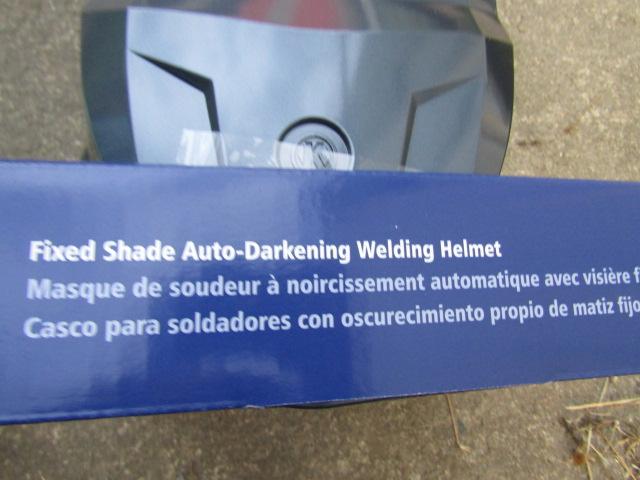 Fixed Shade Auto-Darkening Welding Helmet
Masque de soudeur à noircissement automatique avec visière f
Casco para soldadores con oscurecimiento propio de matiz fijo